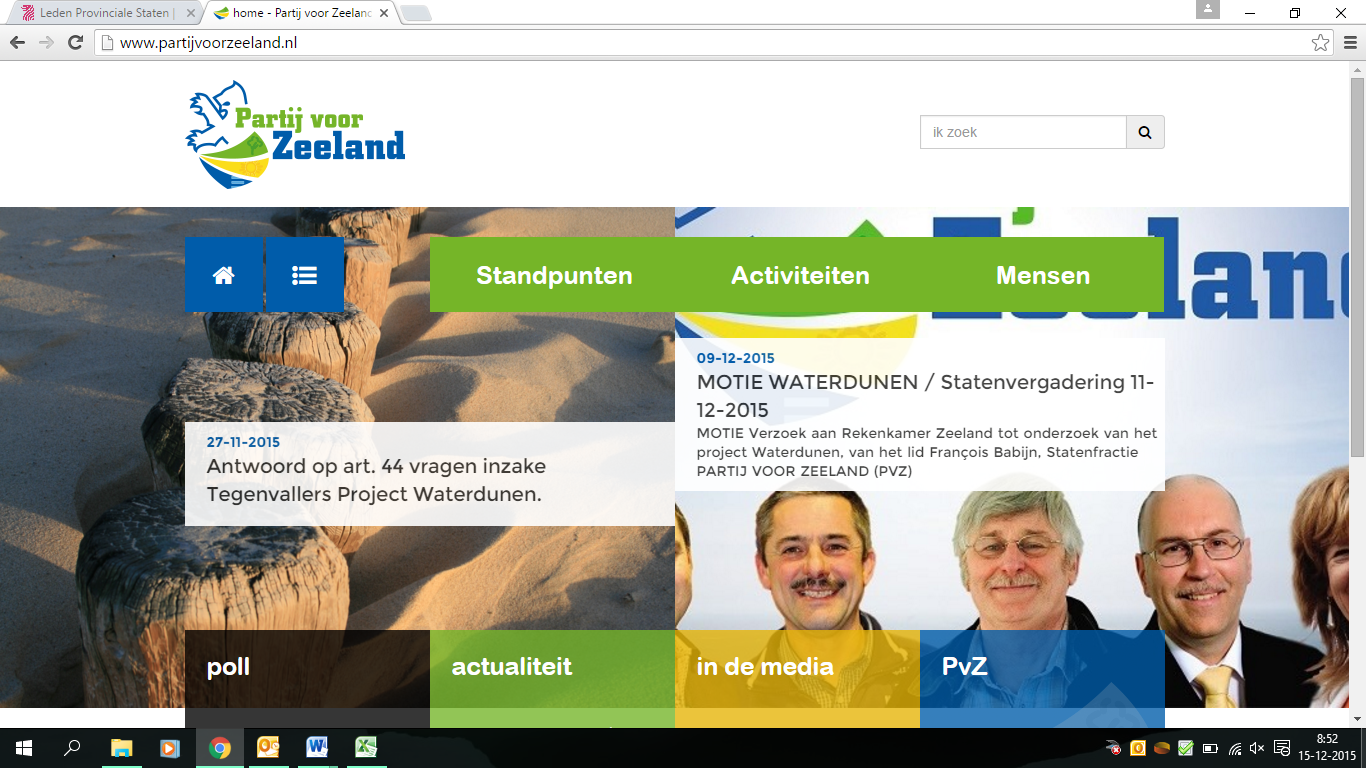 Leden Provinciale Staten |
home - Partij voor Zeeland
www.partijvoorzeeland.nl
Partij voor
Zeeland
ik zoek
Zeeland
Standpunten
Activiteiten
Mensen
09-12-2015
MOTIE WATERDUNEN / Statenvergadering 11-
12-2015
MOTIE Verzoek aan Rekenkamer Zeeland tot onderzoek van het
project Waterdunen, van het lid François Babijn, Statenfractie
PARTIJ VOOR ZEELAND (PVZ)
27-11-2015
Antwoord op art. 44 vragen inzake
Tegenvallers Project Waterdunen.
poll
actualiteit
in de media
PvZ
8:52
15-12-2015